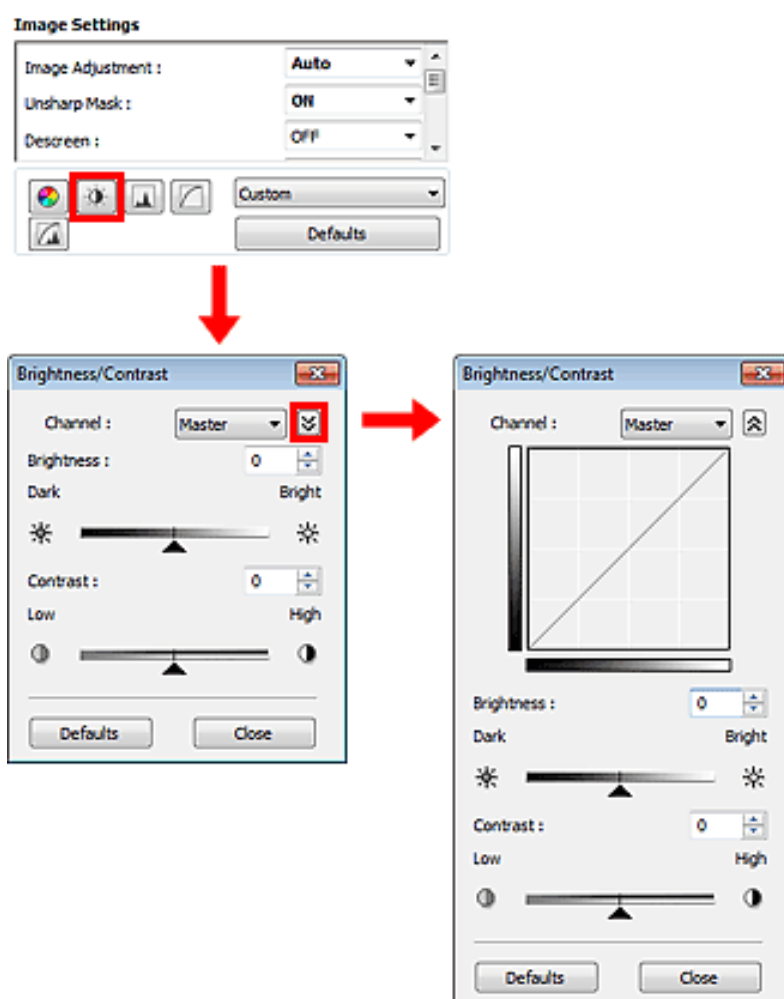 Image Settings
Image Adjustment : Auto
Unsharp Mask : ON
Descreen : OFF
Custom
Defaults
Brightness/Contrast
Channel : Master
Brightness : 0
Dark Bright
Contrast : 0
Low High
Defaults Close
Brightness/Contrast
Channel : Master
Brightness : 0
Dark Bright
Contrast : 0
Low High
Defaults Close